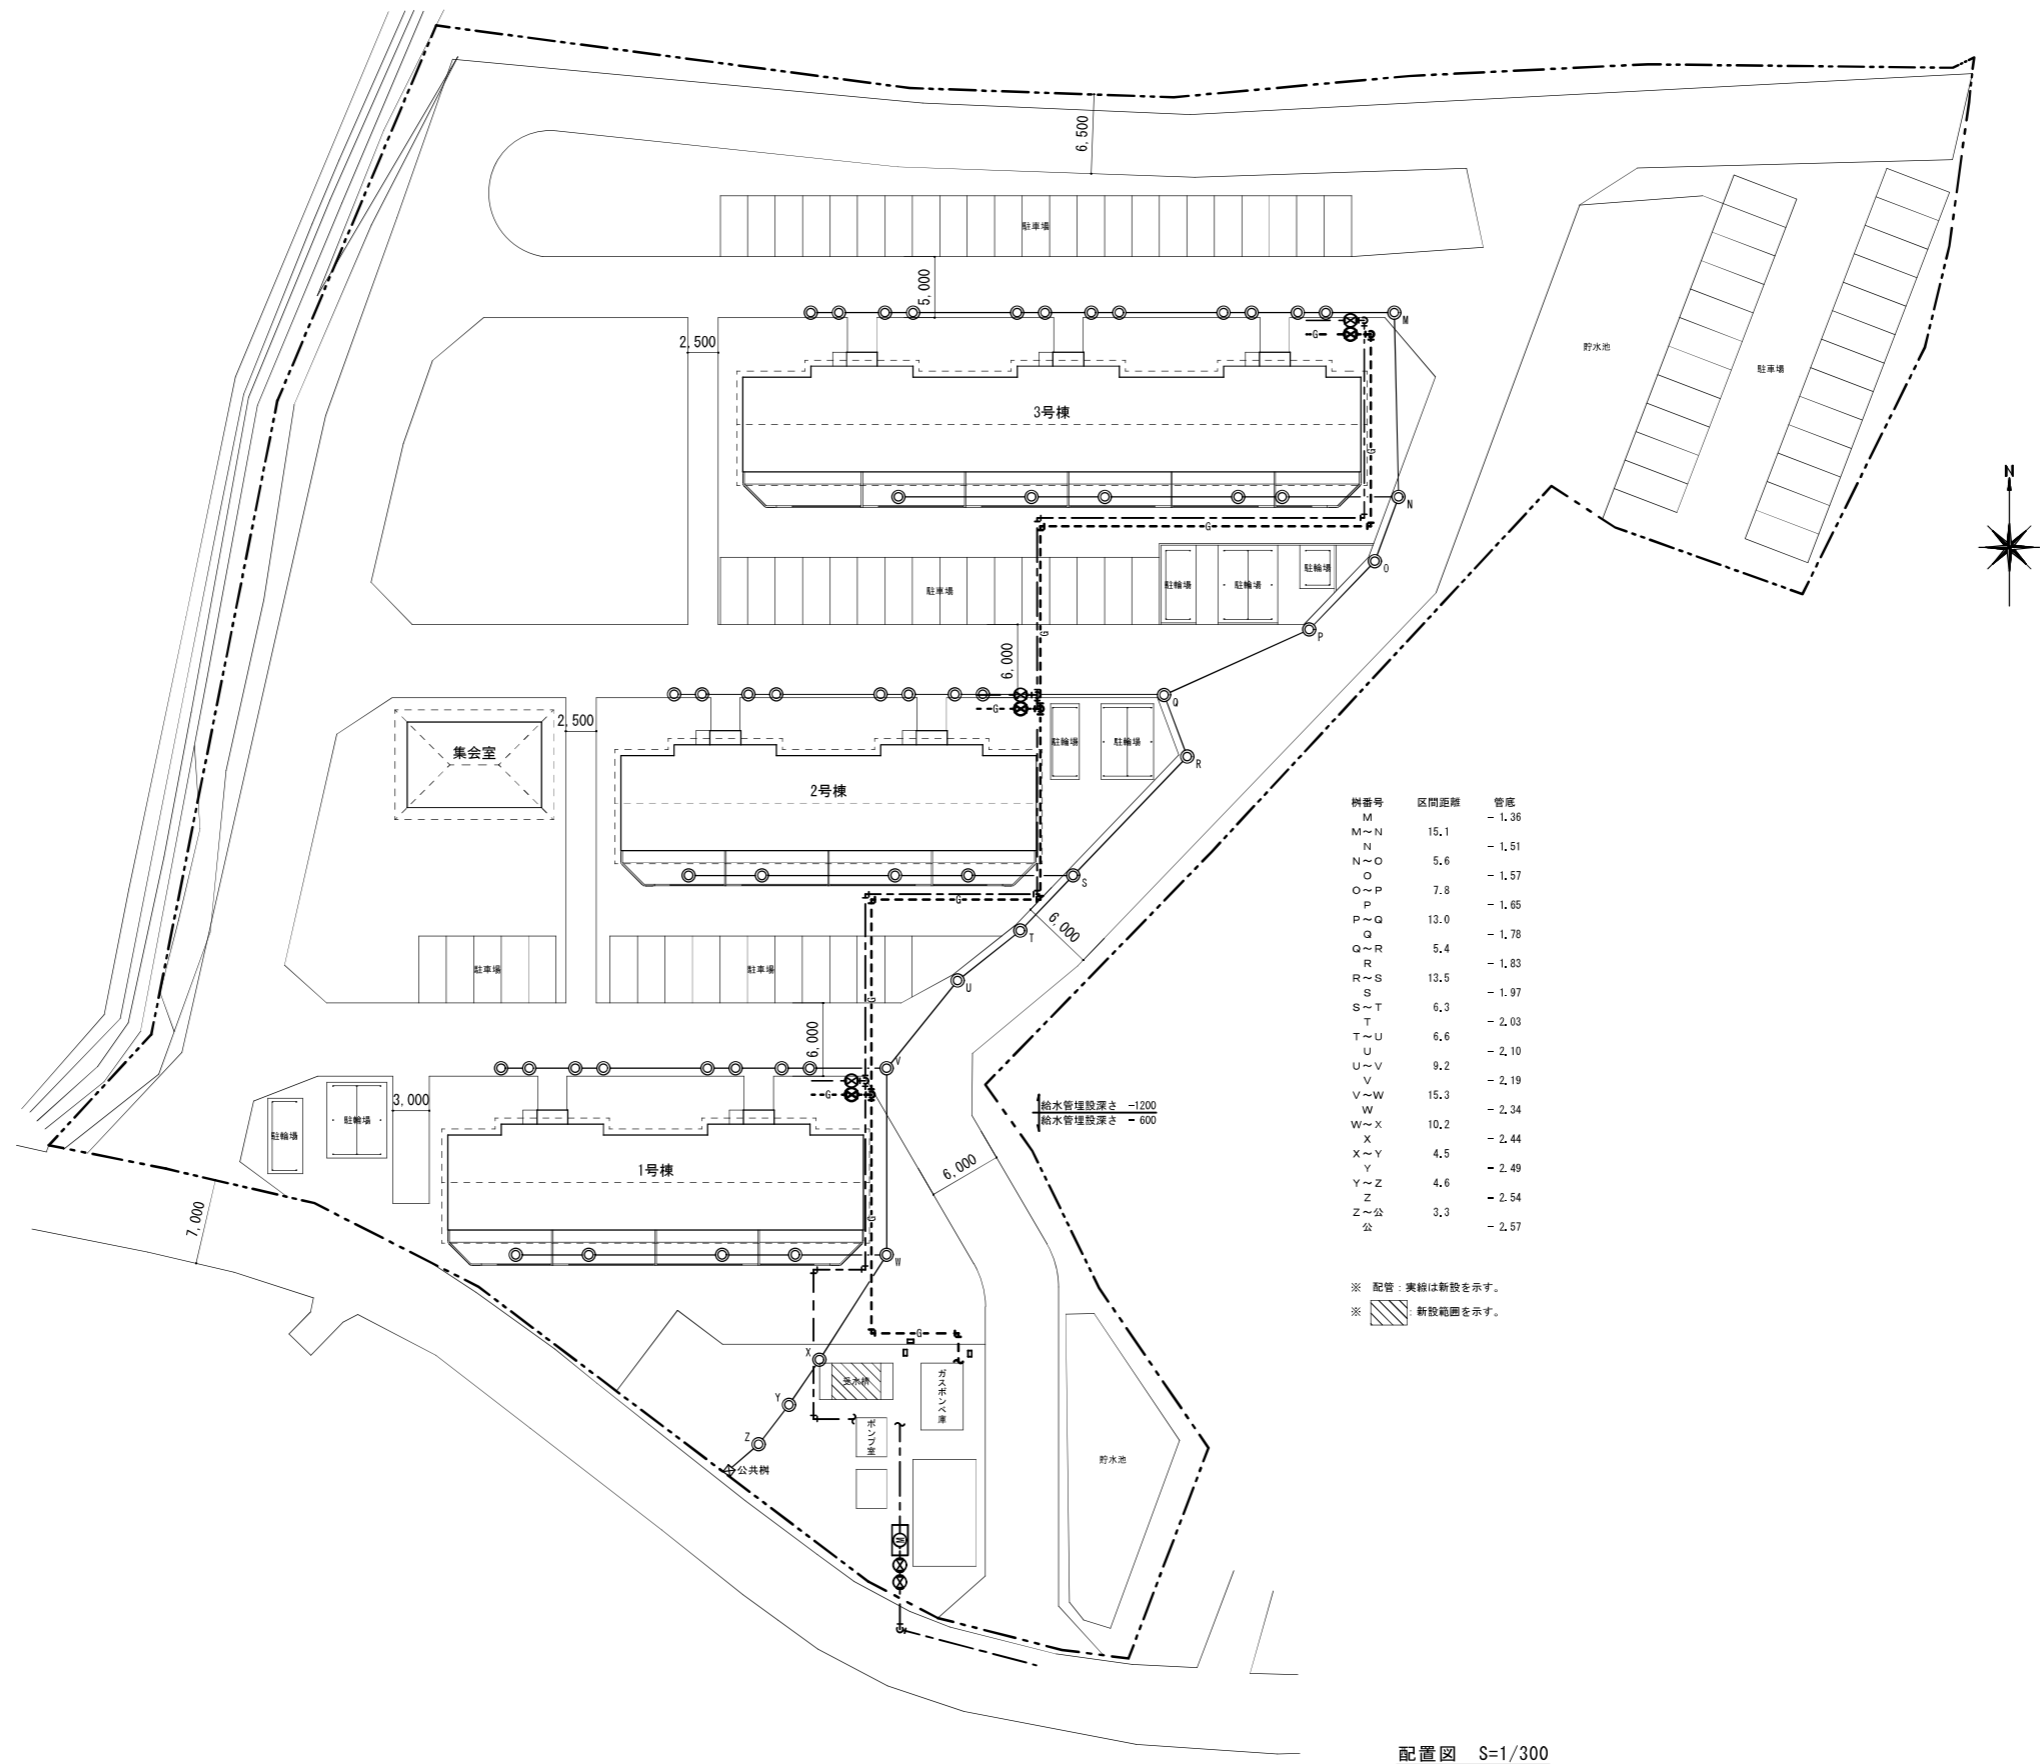 6,500
駐車場
5,000
M
G
2,500
貯水池
駐車場
3号棟
G
N
N
G
O
駐輪場
駐輪場
駐輪場
駐車場
G
P
6,000
Q
G
2,500
駐輪場
駐輪場
集会室
R
2号棟
桝番号 区間距離 管底
M －1.36
M～N 15.1
N －1.51
N～O 5.6
O －1.57
O～P 7.8
P －1.65
P～Q 13.0
Q －1.78
Q～R 5.4
R －1.83
R～S 13.5
S －1.97
S～T 6.3
T －2.03
T～U 6.6
U －2.10
U～V 9.2
V －2.19
V～W 15.3
W －2.34
W～X 10.2
X －2.44
X～Y 4.5
Y －2.49
Y～Z 4.6
Z －2.54
Z～公 3.3
公 －2.57
S
G
6,000
T
駐車場
駐車場
U
G
6,000
V
G
3,000
駐輪場
駐輪場
給水管埋設深さ －1200
給水管埋設深さ －600
6,000
1号棟
7,000
G
W
※ 配管：実線は新設を示す。
※ ：新設範囲を示す。
G
X
受水槽
ガスボンベ庫
Y
ポンプ室
Z
公共桝
貯水池
M
配置図 S=1/300